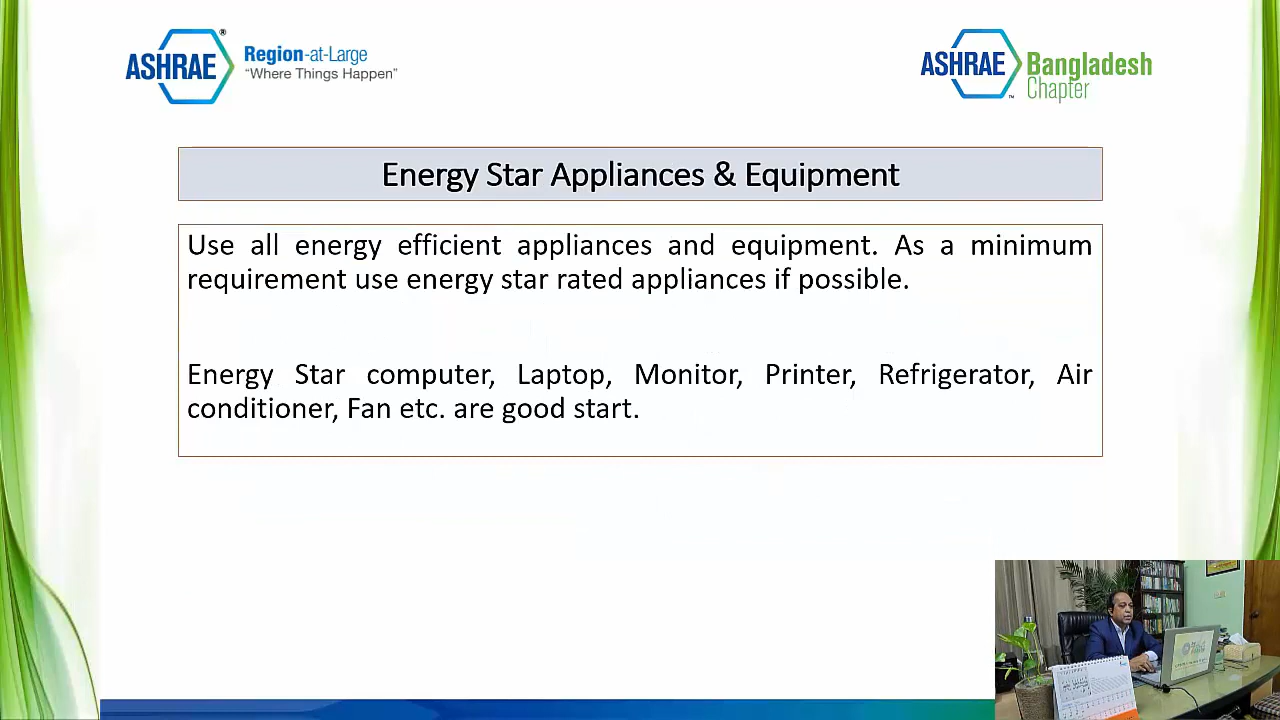 ASHRAE®
Region-at-Large
"Where Things Happen"
ASHRAE™
Bangladesh
Chapter
Energy Star Appliances & Equipment
Use all energy efficient appliances and equipment. As a minimum
requirement use energy star rated appliances if possible.
Energy Star computer, Laptop, Monitor, Printer, Refrigerator, Air
conditioner, Fan etc. are good start.